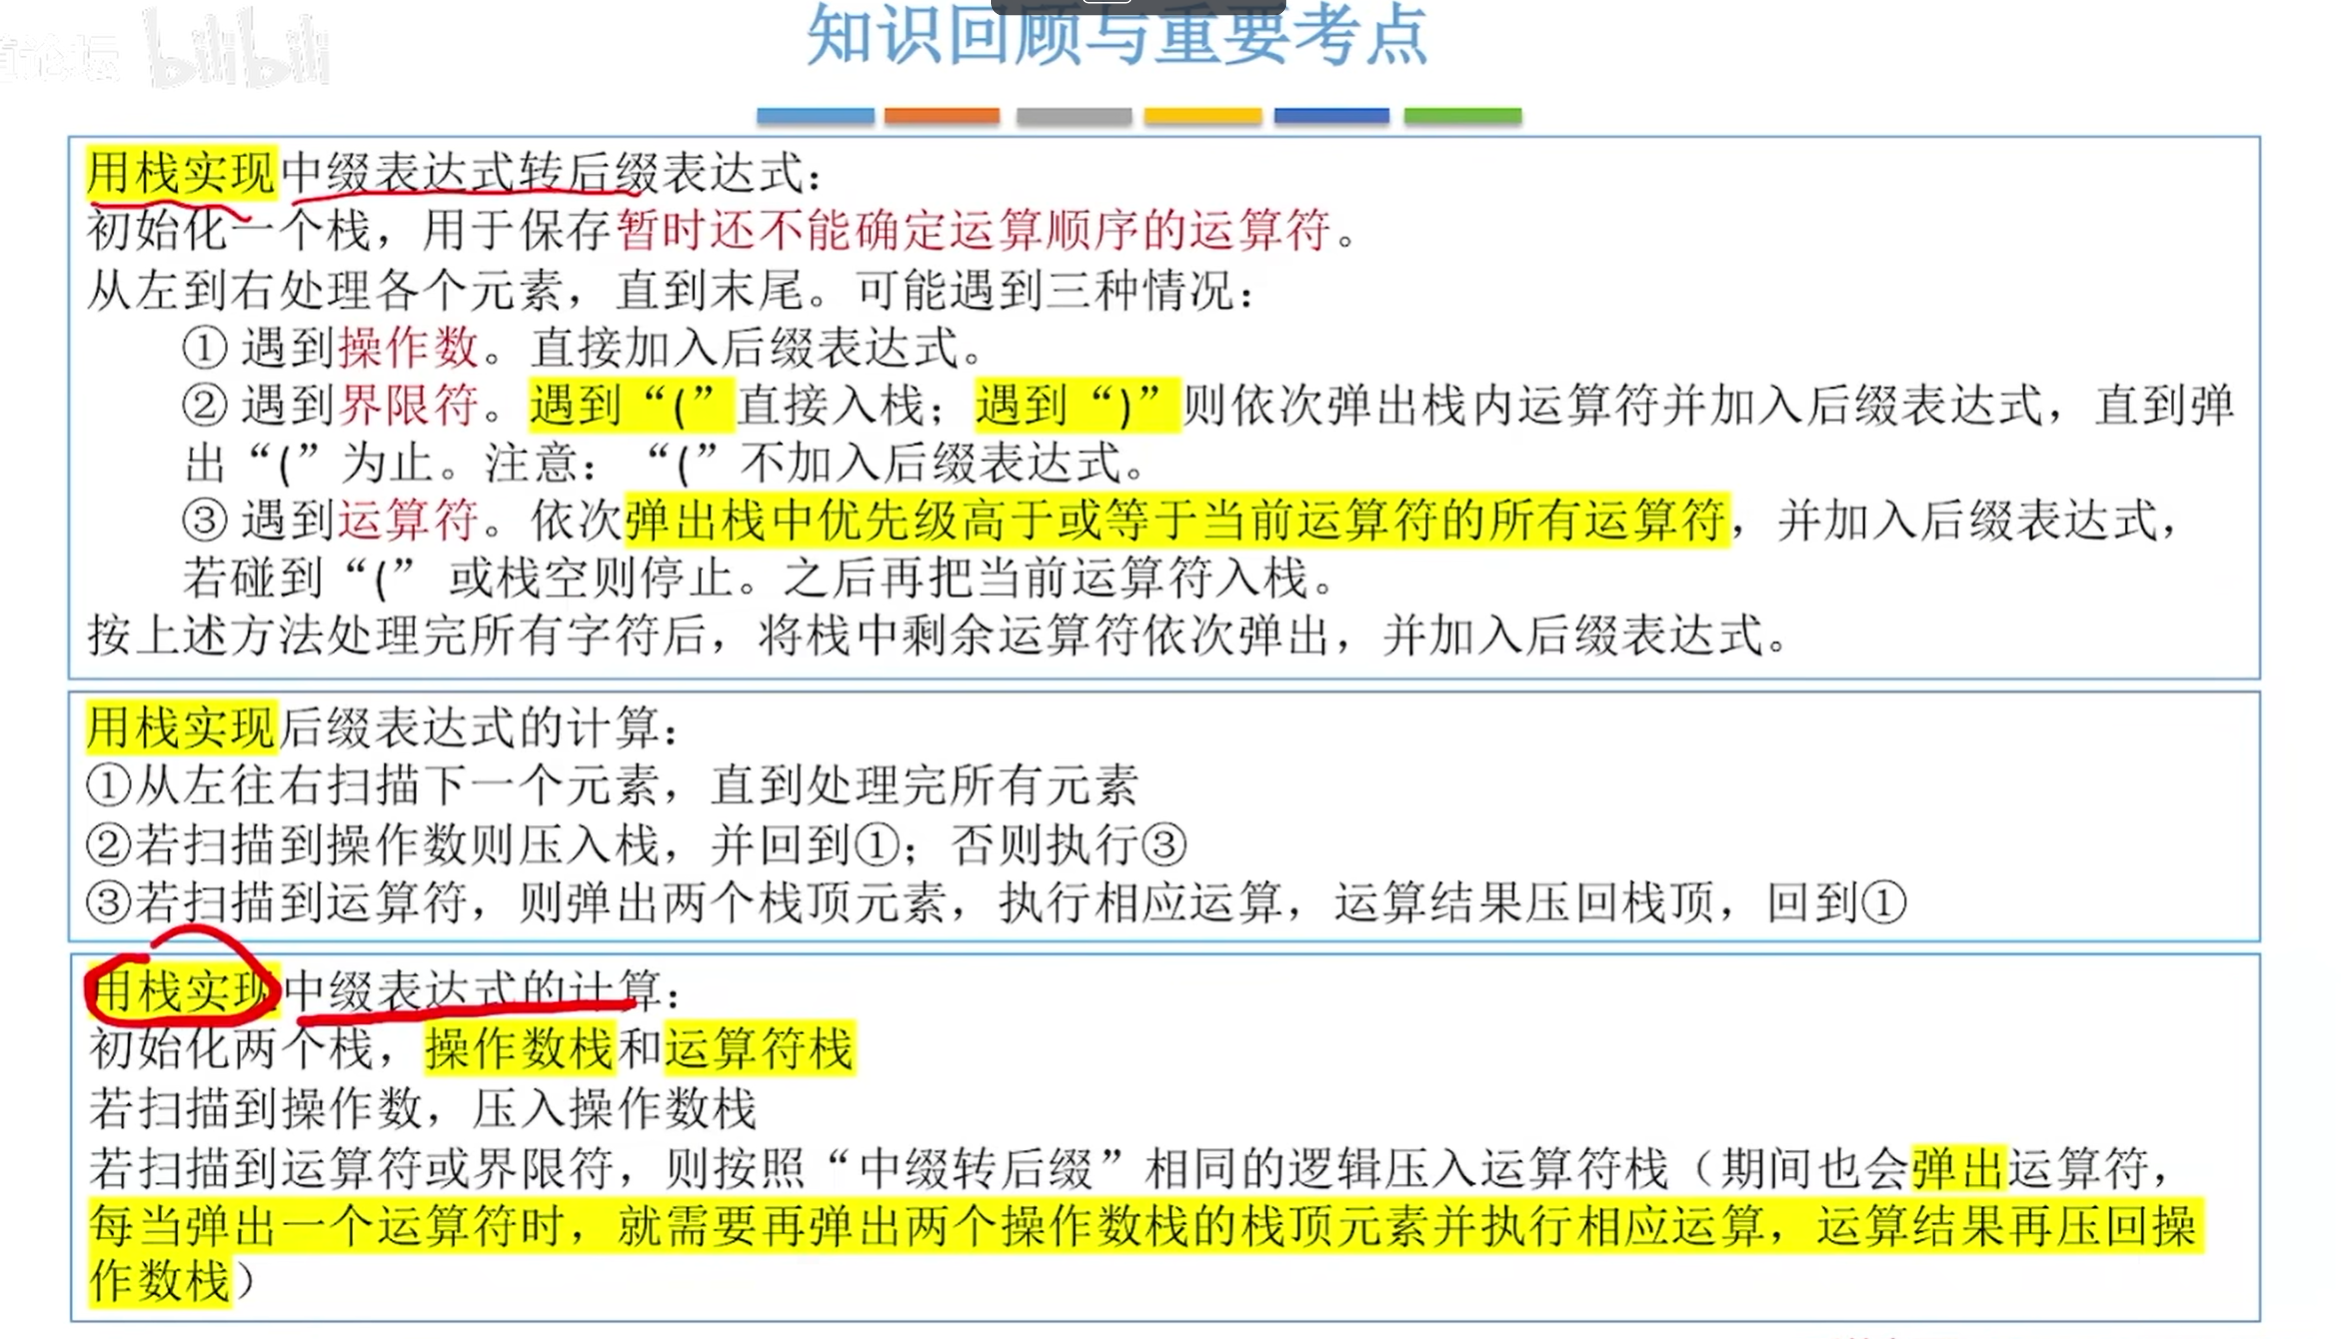 论坛 bilibili
知识回顾与重要考点
用栈实现中缀表达式转后缀表达式：
初始化一个栈，用于保存暂时还不能确定运算顺序的运算符。
从左到右处理各个元素，直到末尾。可能遇到三种情况：
① 遇到操作数。直接加入后缀表达式。
② 遇到界限符。遇到“(”直接入栈；遇到“)”则依次弹出栈内运算符并加入后缀表达式，直到弹
出“(”为止。注意：“(”不加入后缀表达式。
③ 遇到运算符。依次弹出栈中优先级高于或等于当前运算符的所有运算符，并加入后缀表达式，
若碰到“(” 或栈空则停止。之后再把当前运算符入栈。
按上述方法处理完所有字符后，将栈中剩余运算符依次弹出，并加入后缀表达式。
用栈实现后缀表达式的计算：
①从左往右扫描下一个元素，直到处理完所有元素
②若扫描到操作数则压入栈，并回到①；否则执行③
③若扫描到运算符，则弹出两个栈顶元素，执行相应运算，运算结果压回栈顶，回到①
用栈实现中缀表达式的计算：
初始化两个栈，操作数栈和运算符栈
若扫描到操作数，压入操作数栈
若扫描到运算符或界限符，则按照“中缀转后缀”相同的逻辑压入运算符栈（期间也会弹出运算符，
每当弹出一个运算符时，就需要再弹出两个操作数栈的栈顶元素并执行相应运算，运算结果再压回操
作数栈）